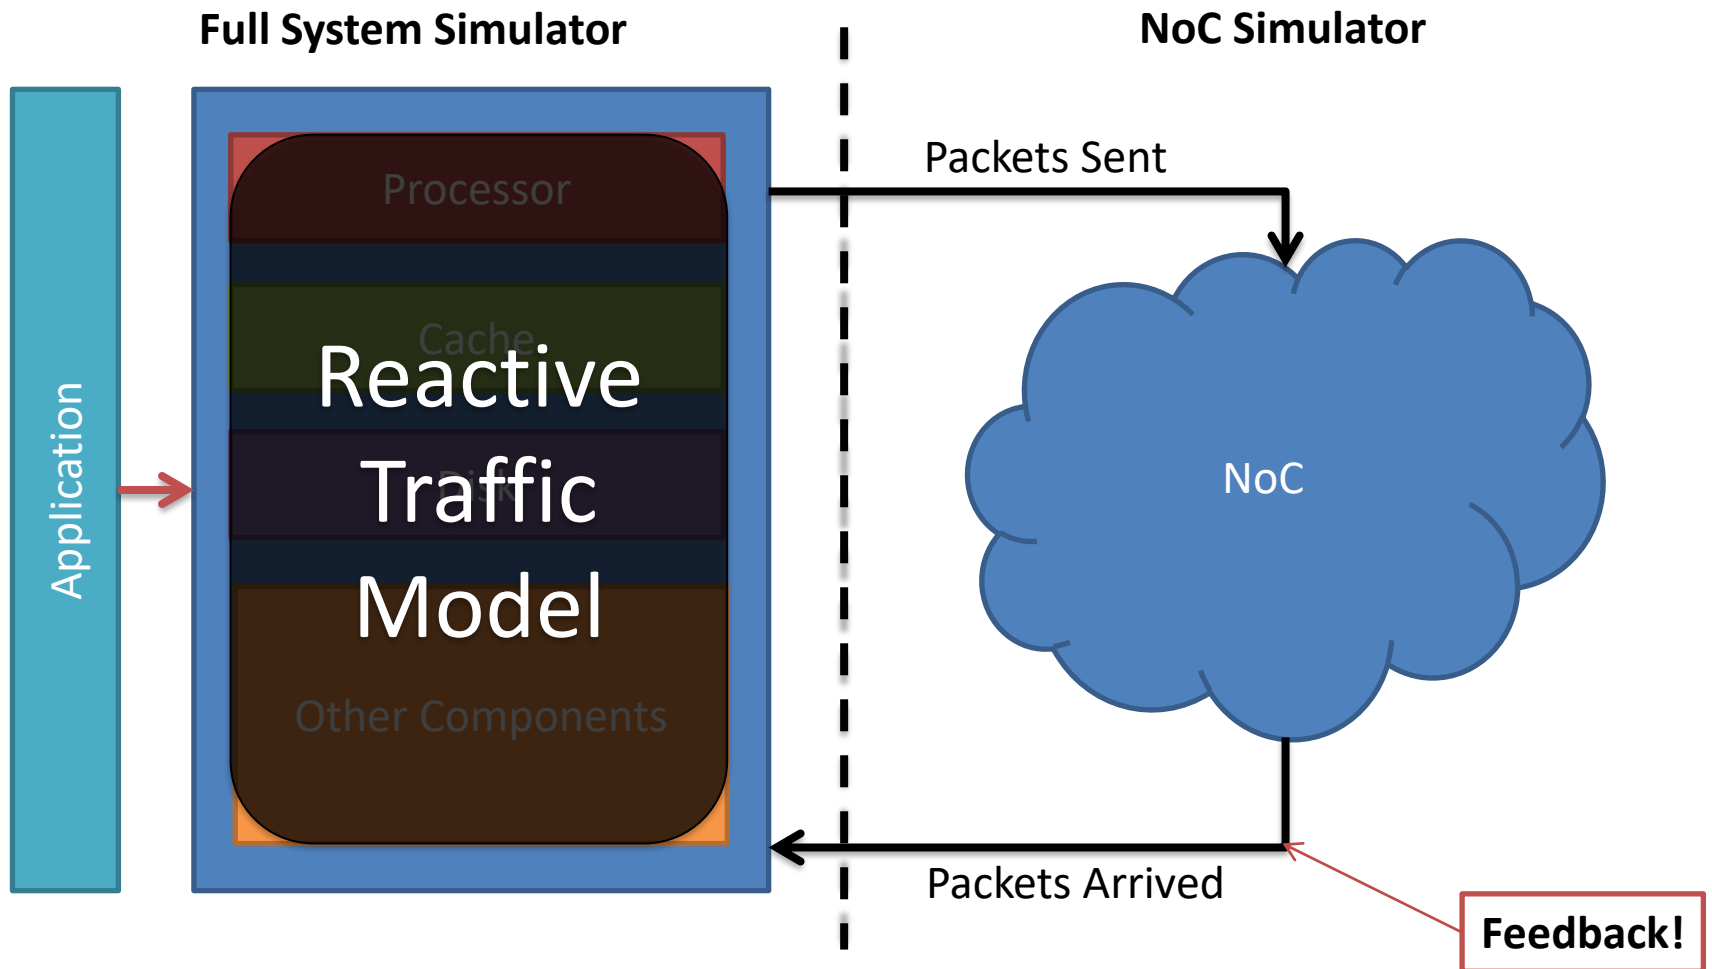 Full System Simulator
NoC Simulator
Application
Processor
Cache
Disk
Other Components
Reactive
Traffic
Model
Packets Sent
NoC
Packets Arrived
Feedback!